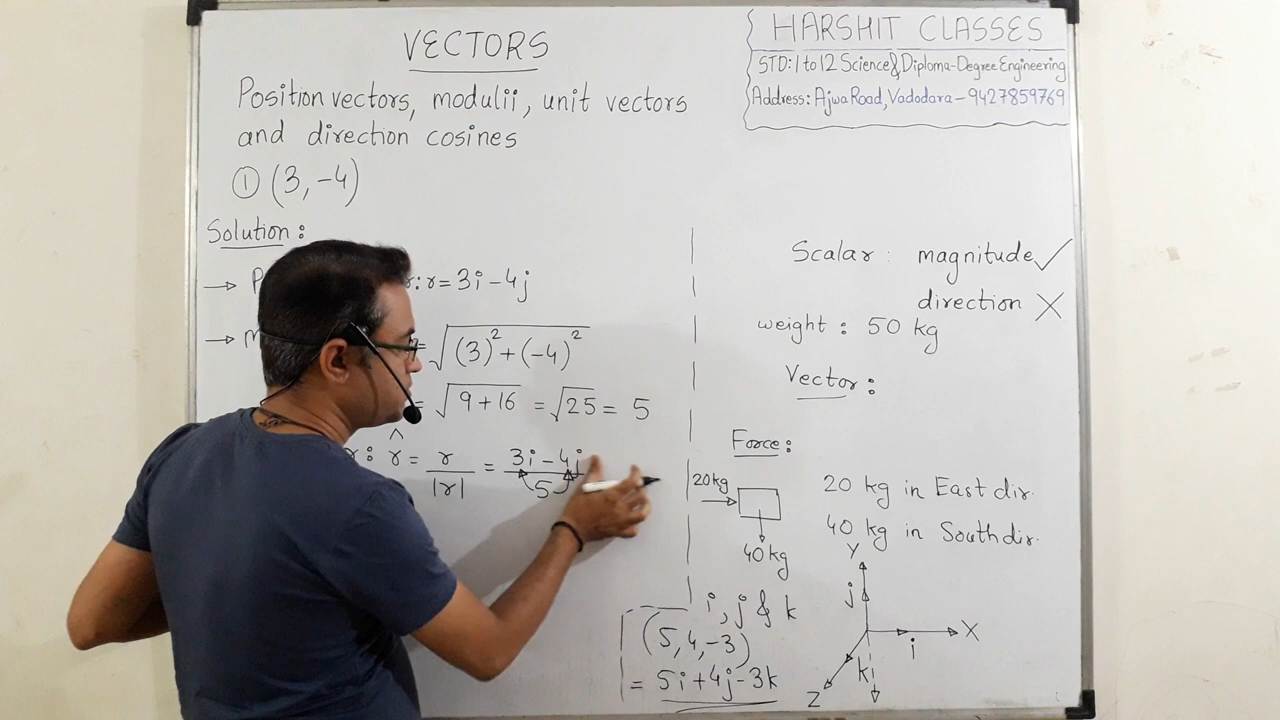 VECTORS
Position vectors, modulii, unit vectors
and direction cosines
① (3, -4)
Solution :
→ r: r = 3i - 4j
→ = √(3)² + (-4)²
= √9 + 16 = √25 = 5
r: r̂ = r/|r| = 3i - 4j/5
HARSHIT CLASSES
STD: 1 to 12 Science & Diploma-Degree Engineering
Address: Ajwa Road, Vadodara - 9427859769
Scalar : magnitude ✓
direction X
weight : 50 kg
Vector :
Force :
20kg
40 kg
20 kg in East dir.
40 kg in South dir.
i, j & k
(5, 4, -3)
= 5i + 4j - 3k
Y
j
X
i
k
Z